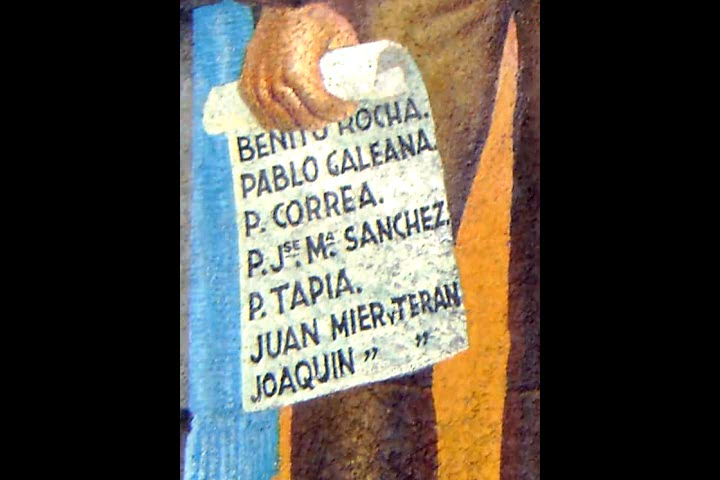 BENITO ROCHA.
PABLO GALEANA.
P. CORREA.
P. JSE. Mª. SANCHEZ.
P. TAPIA.
JUAN MIER y TERAN
JOAQUIN ” ”